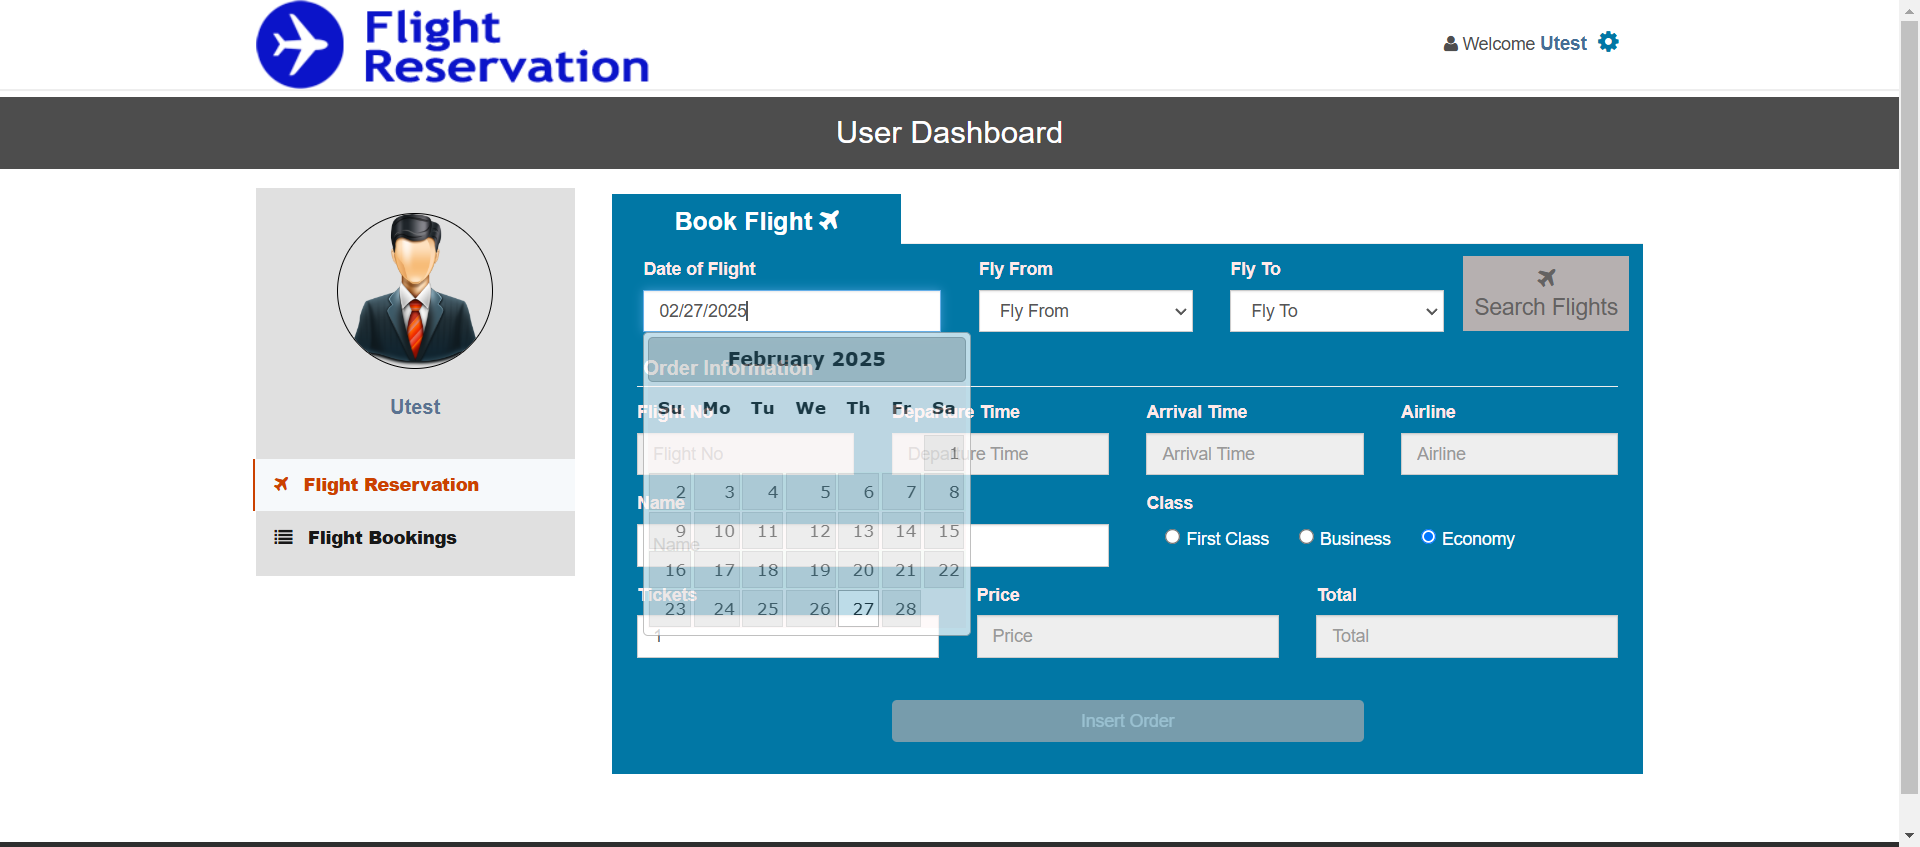 Flight
Reservation
Welcome Utest
User Dashboard
Utest
Flight Reservation
Flight Bookings
Book Flight
Date of Flight
Fly From
Fly To
02/27/2025
Fly From
Fly To
Search Flights
February 2025
Order Information
Su Mo Tu We Th Fr Sa
Flight No
Departure Time
Arrival Time
Airline
Flight No
Departure Time
Arrival Time
Airline
1
2 3 4 5 6 7 8
Name
Class
9 10 11 12 13 14 15
Name
First Class
Business
Economy
16 17 18 19 20 21 22
Tickets
Price
Total
23 24 25 26 27 28
1
Price
Total
Insert Order